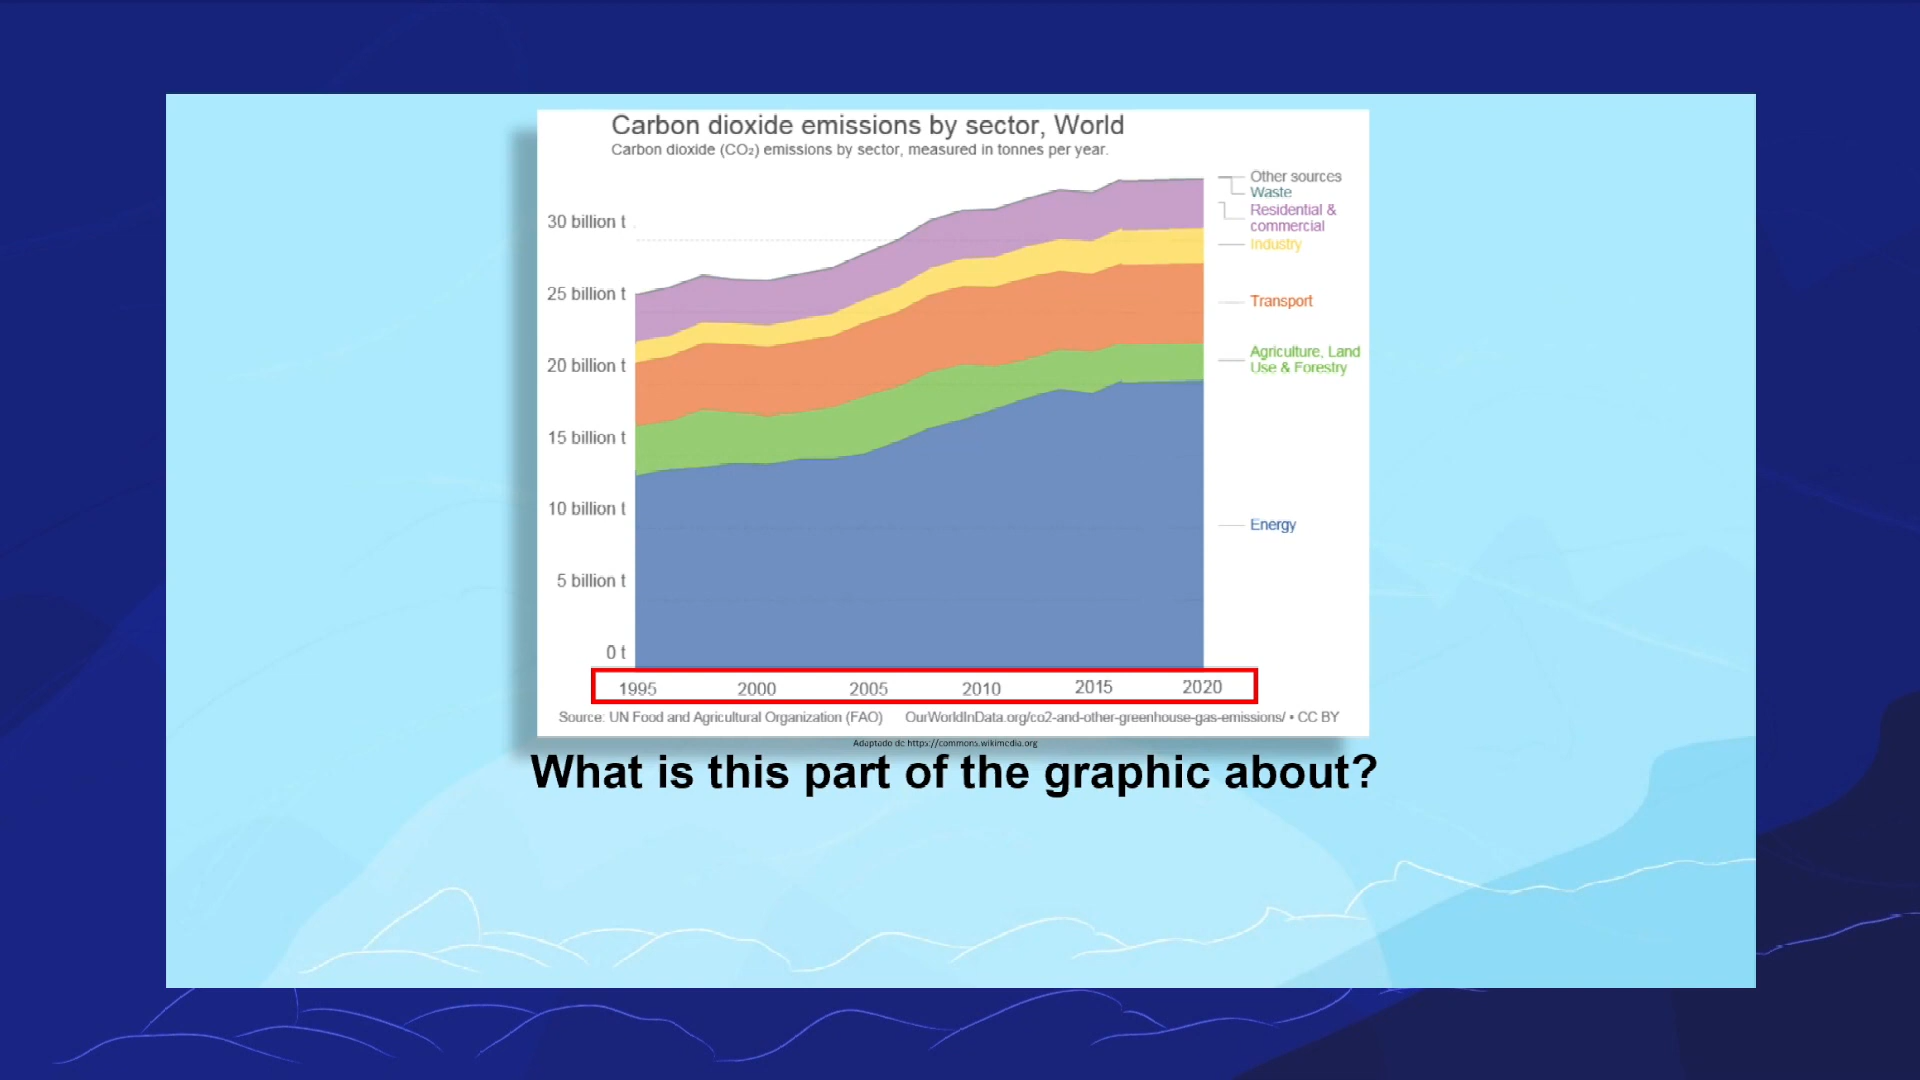 Carbon dioxide emissions by sector, World
Carbon dioxide (CO₂) emissions by sector, measured in tonnes per year.
30 billion t
25 billion t
20 billion t
15 billion t
10 billion t
5 billion t
0 t
Other sources
Waste
Residential &
commercial
Industry
Transport
Agriculture, Land
Use & Forestry
Energy
1995 2000 2005 2010 2015 2020
Source: UN Food and Agricultural Organization (FAO) OurWorldInData.org/co2-and-other-greenhouse-gas-emissions/ • CC BY
Adaptado de https://commons.wikimedia.org
What is this part of the graphic about?